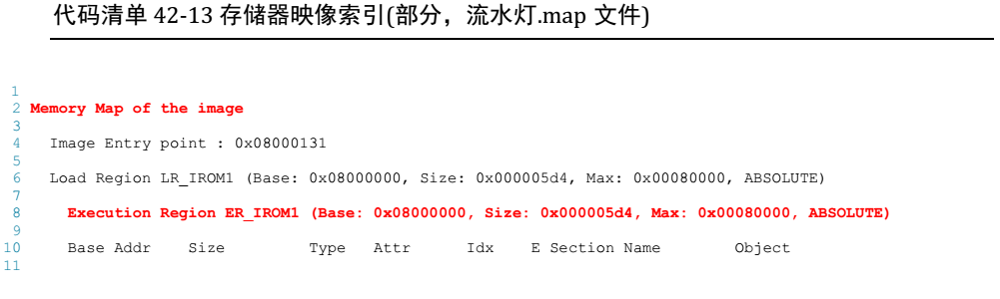 代码清单 42-13 存储器映像索引(部分，流水灯.map 文件)
1
2 Memory Map of the image
3
4 Image Entry point : 0x08000131
5
6 Load Region LR_IROM1 (Base: 0x08000000, Size: 0x000005d4, Max: 0x00080000, ABSOLUTE)
7
8 Execution Region ER_IROM1 (Base: 0x08000000, Size: 0x000005d4, Max: 0x00080000, ABSOLUTE)
9
10 Base Addr Size Type Attr Idx E Section Name Object
11